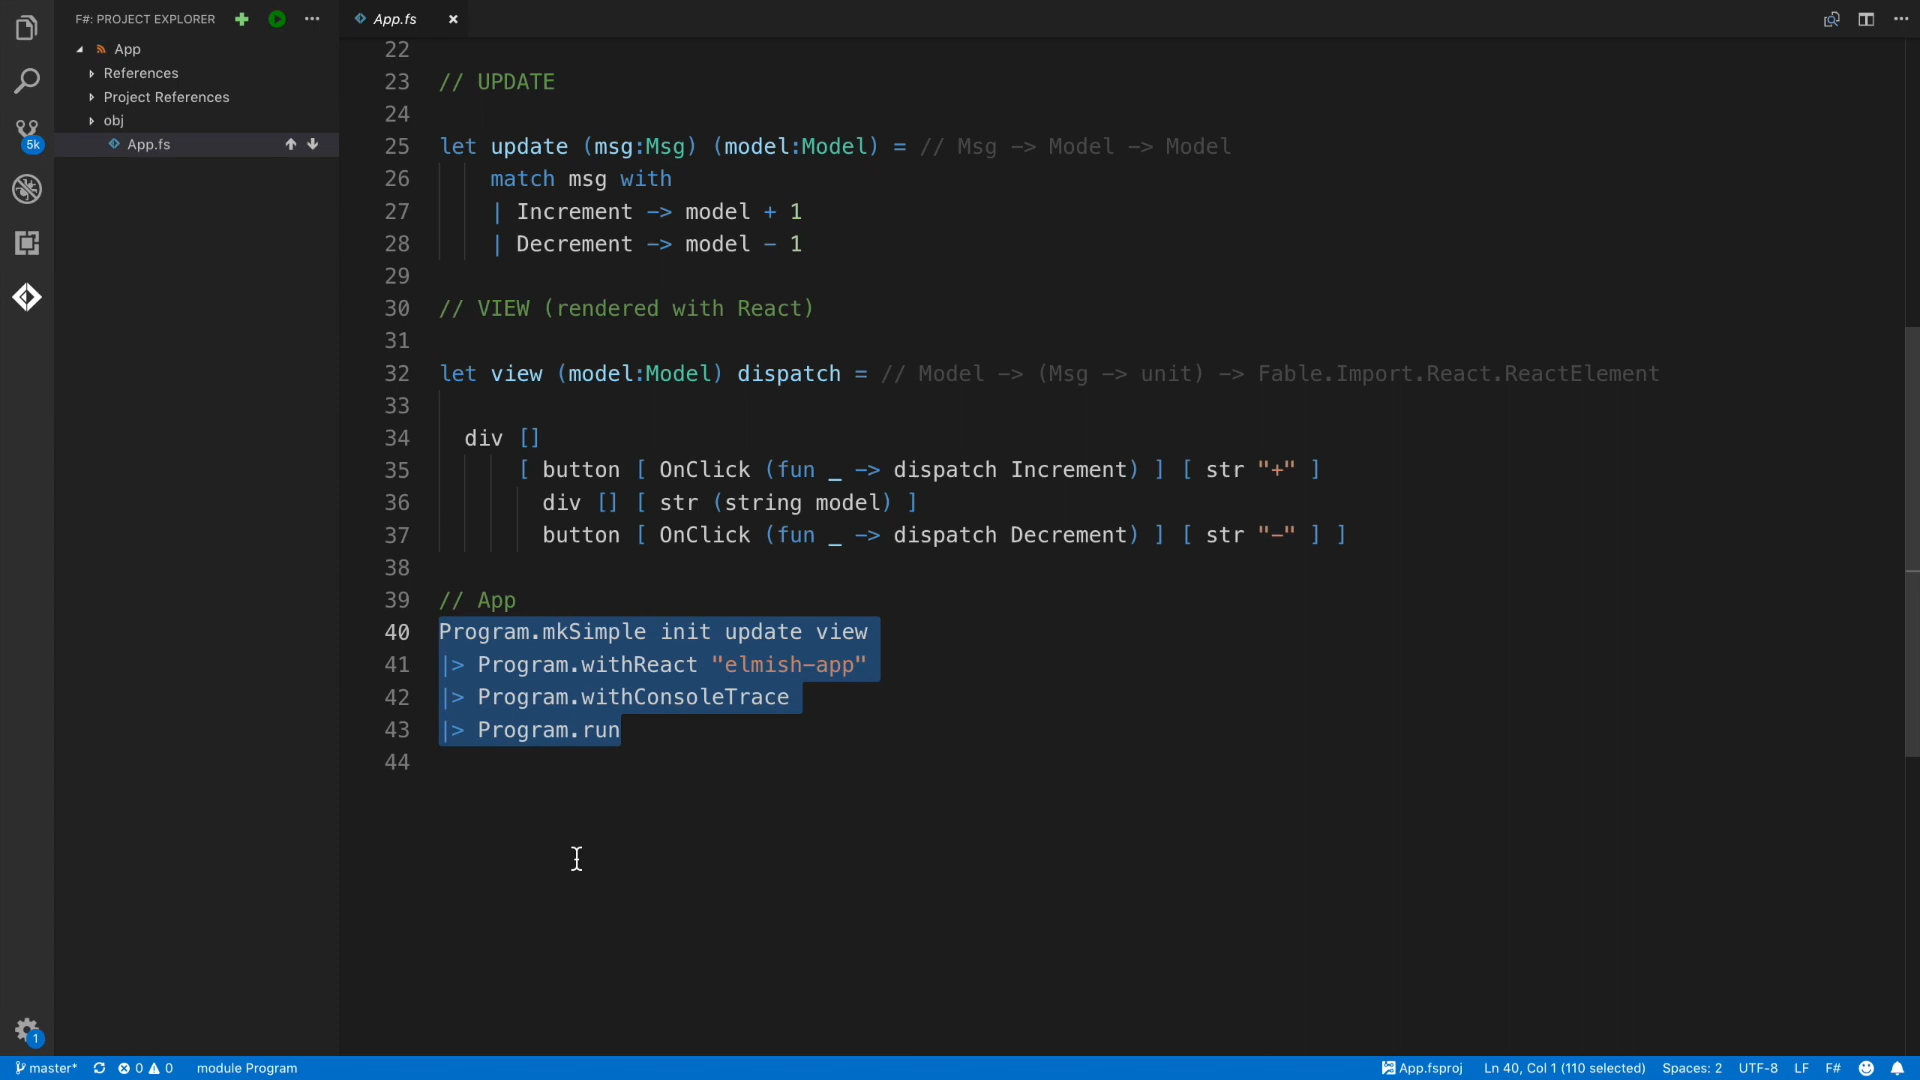 F#: PROJECT EXPLORER
App
References
Project References
obj
App.fs
5k
1
App.fs
22
23 // UPDATE
24
25 let update (msg:Msg) (model:Model) = // Msg -> Model -> Model
26 match msg with
27 | Increment -> model + 1
28 | Decrement -> model - 1
29
30 // VIEW (rendered with React)
31
32 let view (model:Model) dispatch = // Model -> (Msg -> unit) -> Fable.Import.React.ReactElement
33
34 div []
35 [ button [ OnClick (fun _ -> dispatch Increment) ] [ str "+" ]
36 div [] [ str (string model) ]
37 button [ OnClick (fun _ -> dispatch Decrement) ] [ str "-" ] ]
38
39 // App
40 Program.mkSimple init update view
41 |> Program.withReact "elmish-app"
42 |> Program.withConsoleTrace
43 |> Program.run
44
master* 0 0 module Program App.fsproj Ln 40, Col 1 (110 selected) Spaces: 2 UTF-8 LF F#